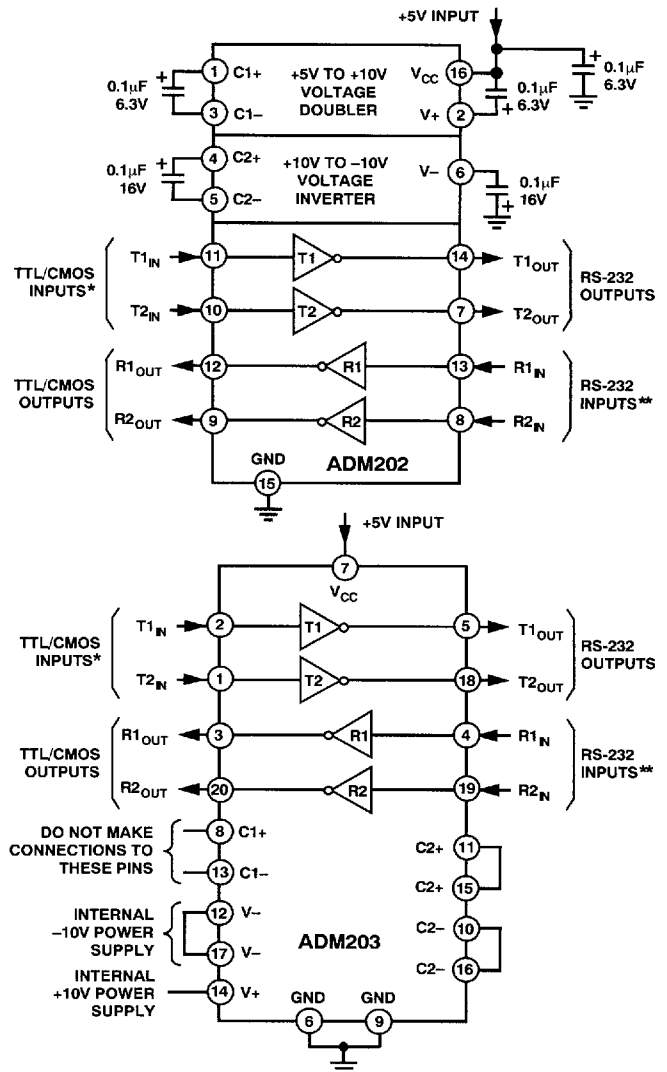 +5V INPUT
1 C1+ +5V TO +10V VOLTAGE DOUBLER VCC 16
0.1µF 6.3V +
3 C1– V+ 2
0.1µF 6.3V +
0.1µF 6.3V +
4 C2+ +10V TO –10V VOLTAGE INVERTER V– 6
0.1µF 16V +
5 C2–
0.1µF 16V +
TTL/CMOS INPUTS*
T1IN 11 T1 14 T1OUT
T2IN 10 T2 7 T2OUT
RS-232 OUTPUTS
TTL/CMOS OUTPUTS
R1OUT 12 R1 13 R1IN
R2OUT 9 R2 8 R2IN
RS-232 INPUTS**
GND
15
ADM202
+5V INPUT
7
VCC
TTL/CMOS INPUTS*
T1IN 2 T1 5 T1OUT
T2IN 1 T2 18 T2OUT
RS-232 OUTPUTS
TTL/CMOS OUTPUTS
R1OUT 3 R1 4 R1IN
R2OUT 20 R2 19 R2IN
RS-232 INPUTS**
DO NOT MAKE CONNECTIONS TO THESE PINS
8 C1+
13 C1–
C2+ 11
C2+ 15
INTERNAL –10V POWER SUPPLY
12 V–
17 V–
ADM203
C2– 10
C2– 16
INTERNAL +10V POWER SUPPLY
14 V+
GND GND
6 9